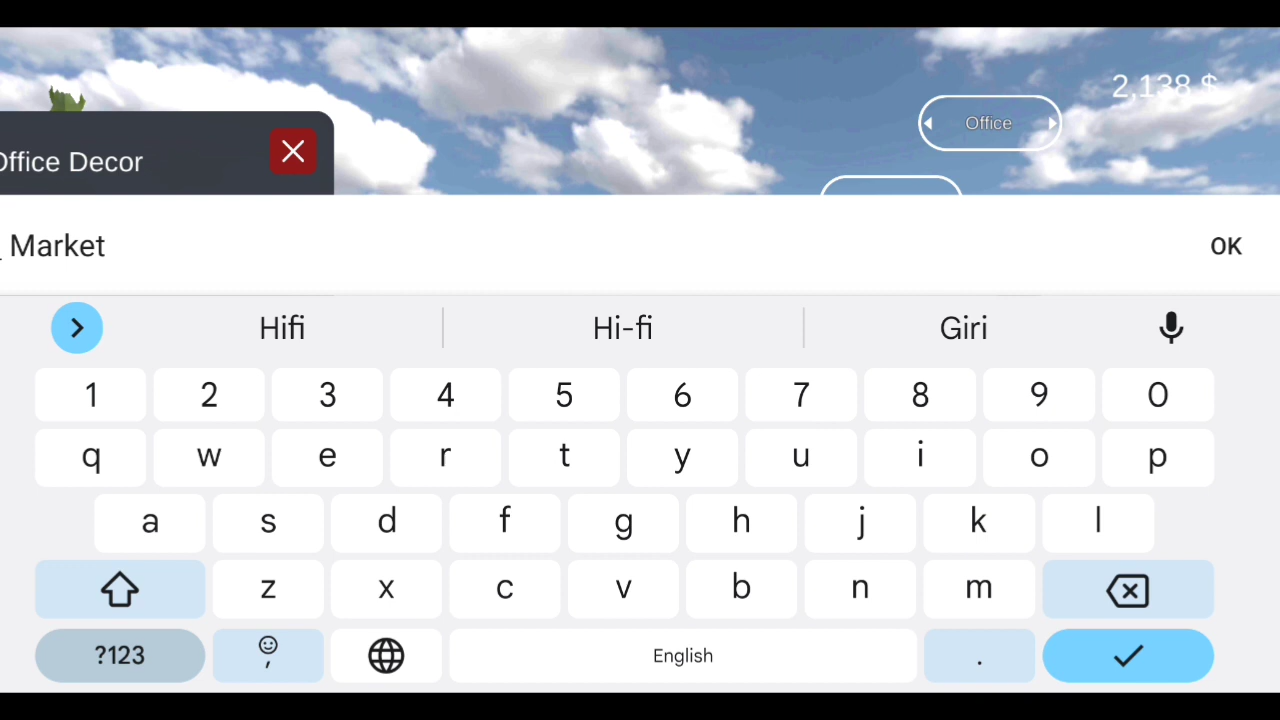 2,138 $
Office
Office Decor
_ Market
OK
Hifi
Hi-fi
Giri
1 2 3 4 5 6 7 8 9 0
q w e r t y u i o p
a s d f g h j k l
z x c v b n m
?123
,
English
.